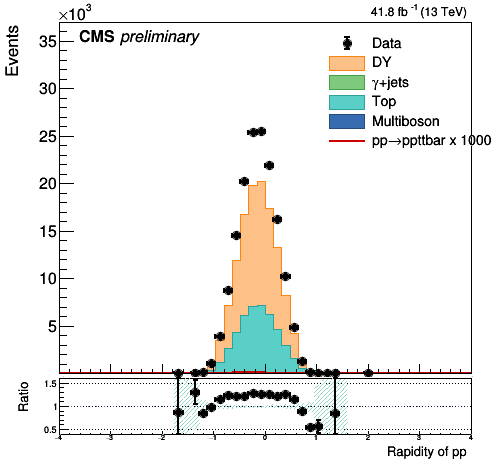 ×10³
41.8 fb⁻¹ (13 TeV)
CMS preliminary
Events
35
30
25
20
15
10
5
Data
DY
γ+jets
Top
Multiboson
pp→ppttbar x 1000
Ratio
1.5
1
0.5
-4 -3 -2 -1 0 1 2 3 4
Rapidity of pp